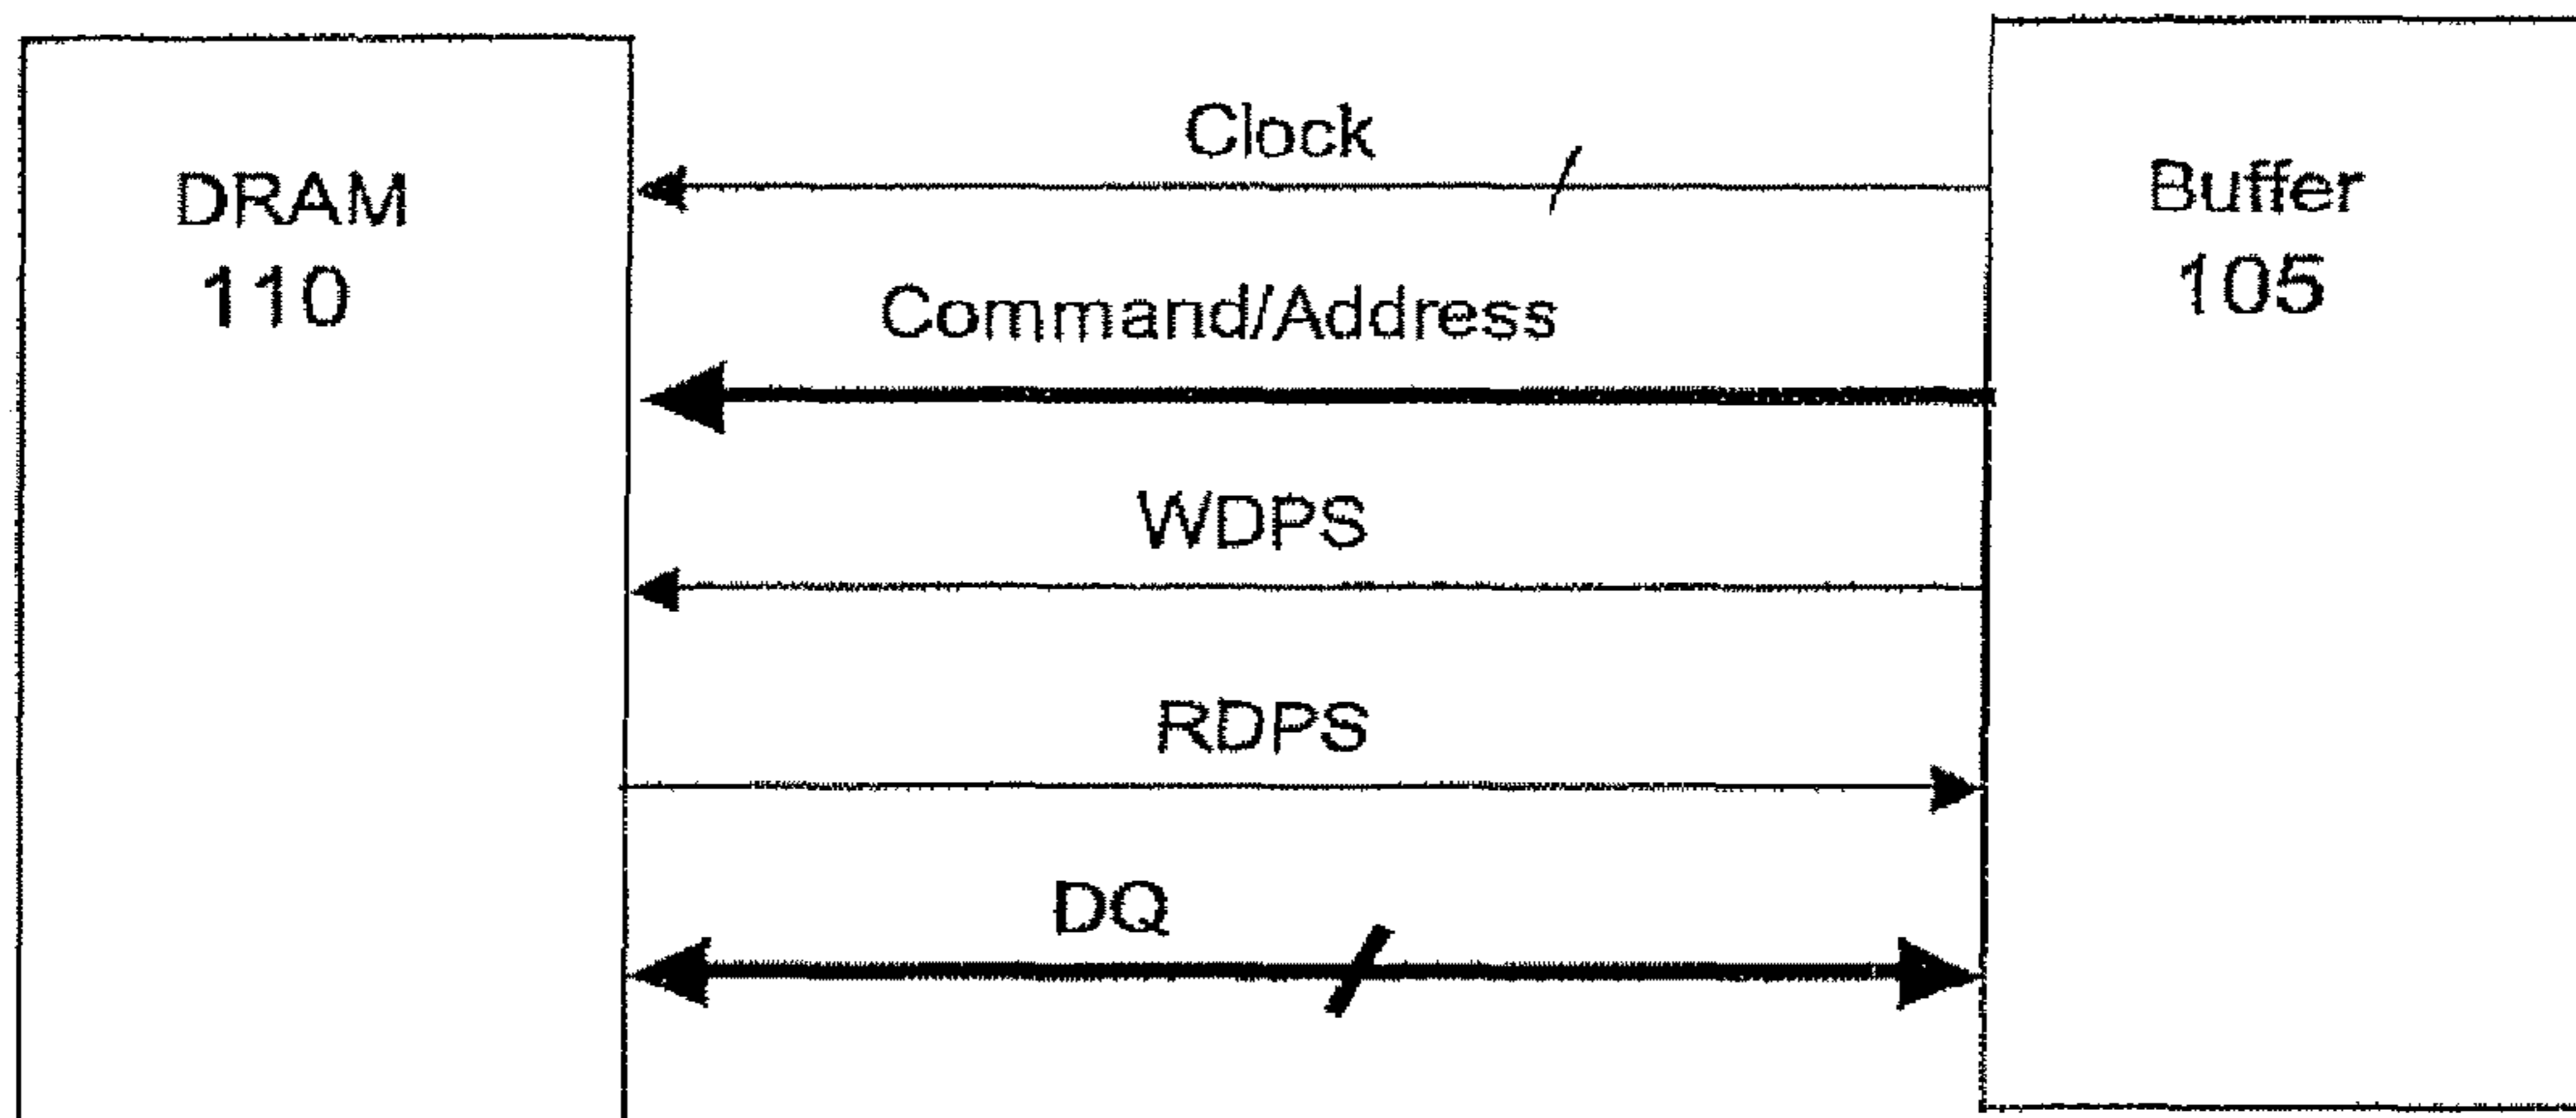 DRAM
110
Clock
Command/Address
WDPS
RDPS
DQ
Buffer
105